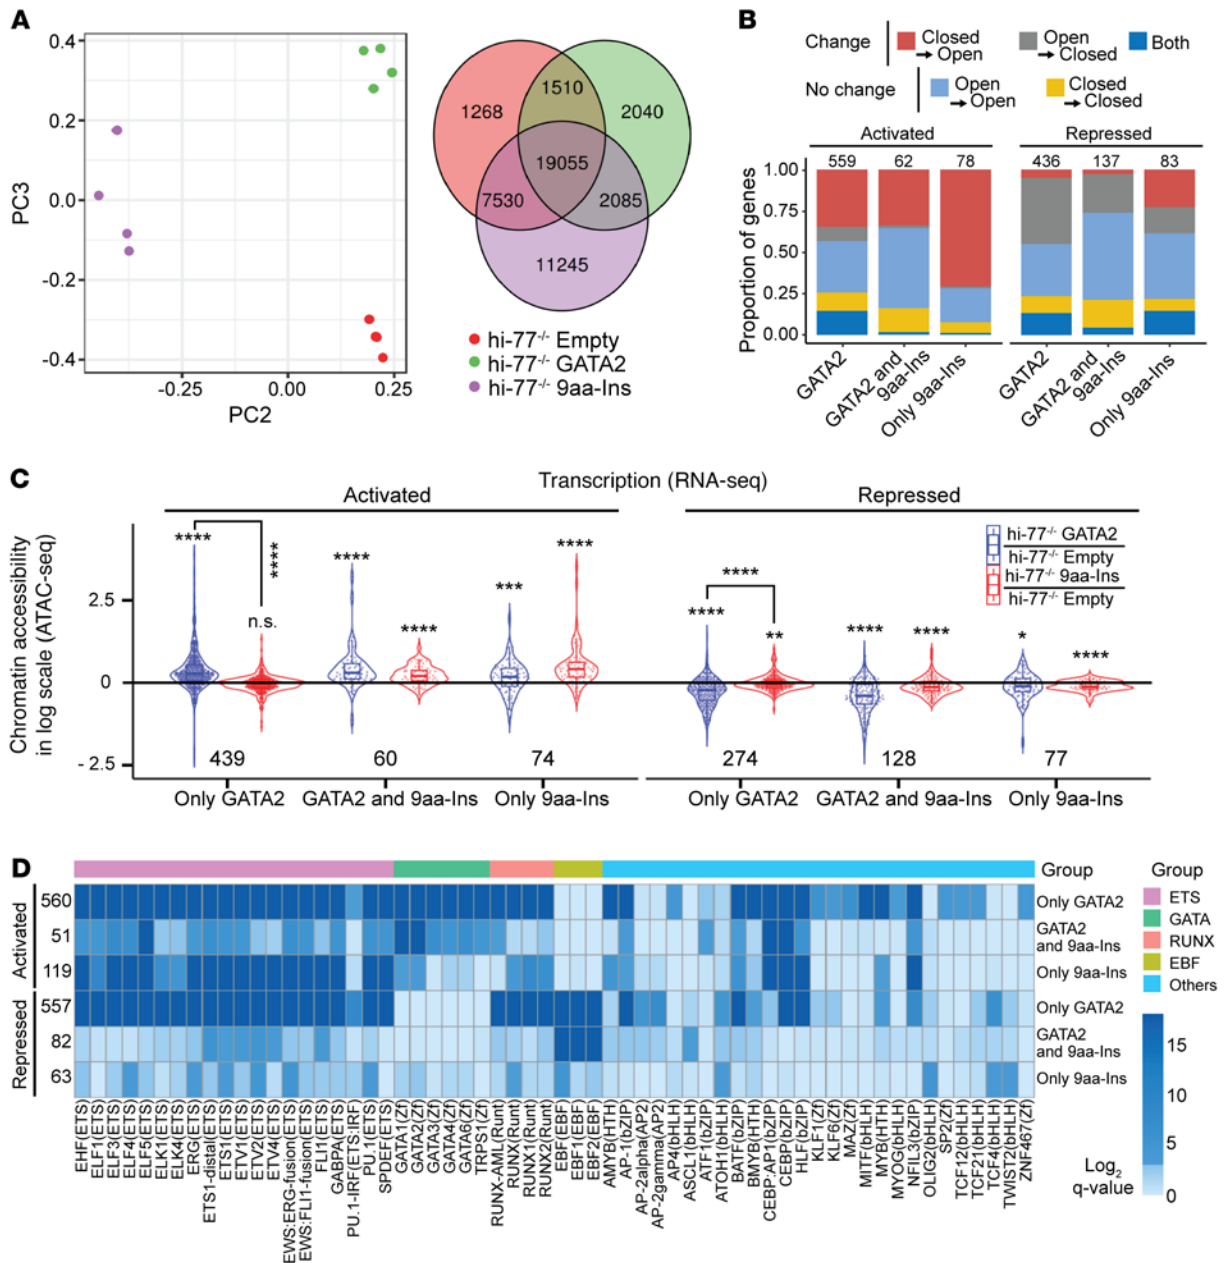 A
PC3
0.4
0.2
0.0
-0.2
-0.4
-0.25
0.00
0.25
PC2
1268
1510
2040
19055
7530
2085
11245
hi-77-/- Empty
hi-77-/- GATA2
hi-77-/- 9aa-Ins
B
Change
Closed
→ Open
Open
→ Closed
Both
No change
Open
→ Open
Closed
→ Closed
Activated
Repressed
559
62
78
436
137
83
Proportion of genes
1.00
0.75
0.50
0.25
0.00
GATA2
GATA2 and
9aa-Ins
Only 9aa-Ins
GATA2
GATA2 and
9aa-Ins
Only 9aa-Ins
C
Transcription (RNA-seq)
Activated
Repressed
Chromatin accessibility
in log scale (ATAC-seq)
2.5
0
- 2.5
****
****
n.s.
****
****
***
****
****
****
**
****
****
*
****
hi-77-/- GATA2
hi-77-/- Empty
hi-77-/- 9aa-Ins
hi-77-/- Empty
439
60
74
274
128
77
Only GATA2
GATA2 and 9aa-Ins
Only 9aa-Ins
Only GATA2
GATA2 and 9aa-Ins
Only 9aa-Ins
D
Group
Activated
560
Only GATA2
51
GATA2
and 9aa-Ins
119
Only 9aa-Ins
Repressed
557
Only GATA2
82
GATA2
and 9aa-Ins
63
Only 9aa-Ins
Group
ETS
GATA
RUNX
EBF
Others
15
10
5
0
Log2
q-value
EHF(ETS)
ELF1(ETS)
ELF3(ETS)
ELF4(ETS)
ELF5(ETS)
ELK1(ETS)
ELK4(ETS)
ERG(ETS)
ETS1-distal(ETS)
ETS1(ETS)
ETV1(ETS)
ETV2(ETS)
ETV4(ETS)
EWS:ERG-fusion(ETS)
EWS:FLI1-fusion(ETS)
FLI1(ETS)
GABPA(ETS)
PU.1-IRF(ETS:IRF)
PU.1(ETS)
SPDEF(ETS)
GATA1(Zf)
GATA2(Zf)
GATA3(Zf)
GATA4(Zf)
GATA6(Zf)
TRPS1(Zf)
RUNX-AML(Runt)
RUNX(Runt)
RUNX1(Runt)
RUNX2(Runt)
EBF(EBF)
EBF1(EBF)
EBF2(EBF)
AMYB(HTH)
AP-1(bZIP)
AP-2alpha(AP2)
AP-2gamma(AP2)
AP4(bHLH)
ASCL1(bHLH)
ATF1(bZIP)
ATOH1(bHLH)
BATF(bZIP)
BMYB(HTH)
CEBP:AP1(bZIP)
CEBP(bZIP)
HLF(bZIP)
KLF1(Zf)
KLF6(Zf)
MAZ(Zf)
MITF(bHLH)
MYB(HTH)
MYOG(bHLH)
NFIL3(bZIP)
OLIG2(bHLH)
SP2(Zf)
TCF12(bHLH)
TCF21(bHLH)
TCF4(bHLH)
TWIST2(bHLH)
ZNF467(Zf)